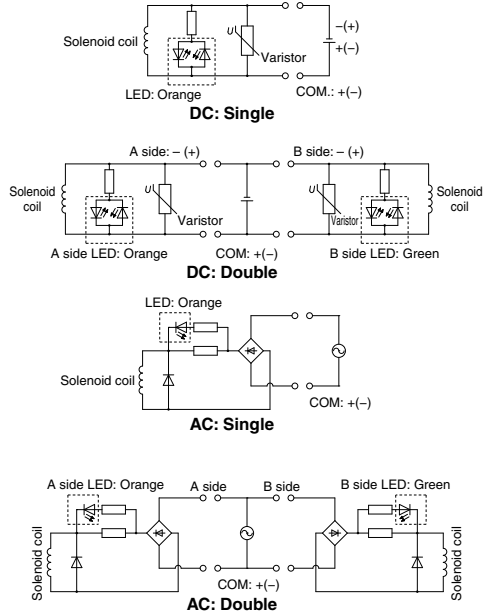 −(+)
Solenoid coil
U
Varistor
+(−)
LED: Orange
COM.: +(−)
DC: Single
A side: − (+)
B side: − (+)
Solenoid coil
U
Varistor
U
Varistor
Solenoid coil
A side LED: Orange
COM: +(−)
B side LED: Green
DC: Double
LED: Orange
Solenoid coil
COM: +(−)
AC: Single
A side LED: Orange
A side
B side
B side LED: Green
Solenoid coil
Solenoid coil
COM: +(−)
AC: Double